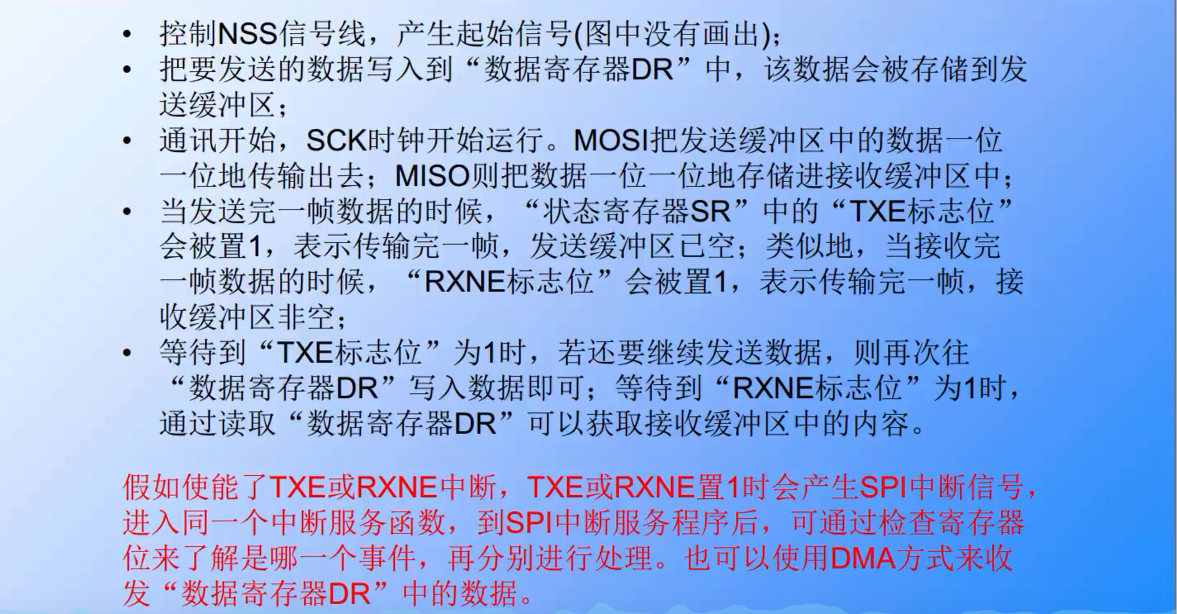 • 控制NSS信号线，产生起始信号(图中没有画出)；
• 把要发送的数据写入到“数据寄存器DR”中，该数据会被存储到发
送缓冲区；
• 通讯开始，SCK时钟开始运行。MOSI把发送缓冲区中的数据一位
一位地传输出去；MISO则把数据一位一位地存储进接收缓冲区中；
• 当发送完一帧数据的时候，“状态寄存器SR”中的“TXE标志位”
会被置1，表示传输完一帧，发送缓冲区已空；类似地，当接收完
一帧数据的时候，“RXNE标志位”会被置1，表示传输完一帧，接
收缓冲区非空；
• 等待到“TXE标志位”为1时，若还要继续发送数据，则再次往
“数据寄存器DR”写入数据即可；等待到“RXNE标志位”为1时，
通过读取“数据寄存器DR”可以获取接收缓冲区中的内容。
假如使能了TXE或RXNE中断，TXE或RXNE置1时会产生SPI中断信号，
进入同一个中断服务函数，到SPI中断服务程序后，可通过检查寄存器
位来了解是哪一个事件，再分别进行处理。也可以使用DMA方式来收
发“数据寄存器DR”中的数据。